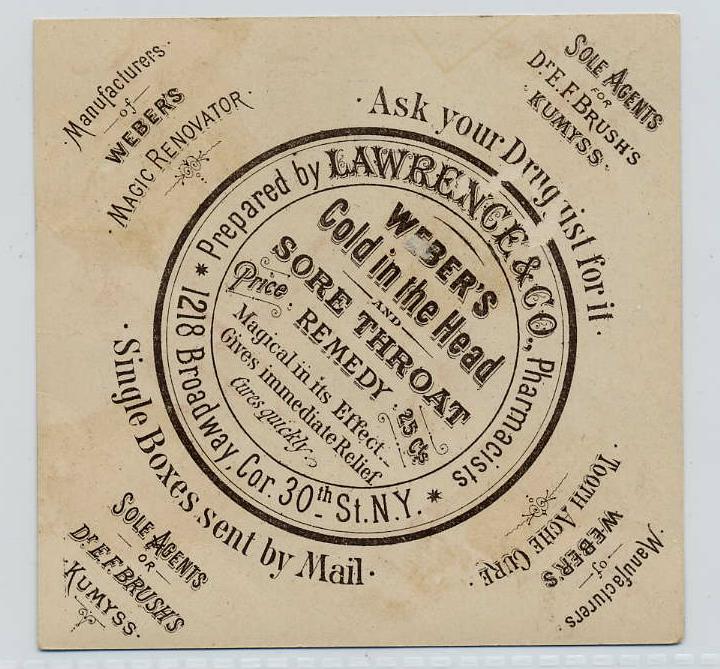 Manufacturers
of
WEBER'S
MAGIC RENOVATOR.
SOLE AGENTS
FOR
Dr. E. F. BRUSH'S
KUMYSS.
· Ask your Druggist for it ·
* Prepared by LAWRENCE & CO., Pharmacists *
1218 Broadway, Cor. 30th St. N.Y.
WEBER'S
Cold in the Head
AND
SORE THROAT
Price REMEDY 25 Cts
Magical in its Effect.
Gives immediate Relief
Cures quickly
· Single Boxes sent by Mail ·
SOLE AGENTS
OR
Dr. E. F. BRUSH'S
KUMYSS.
Manufacturers
of
WEBER'S
TOOTH ACHE CURE